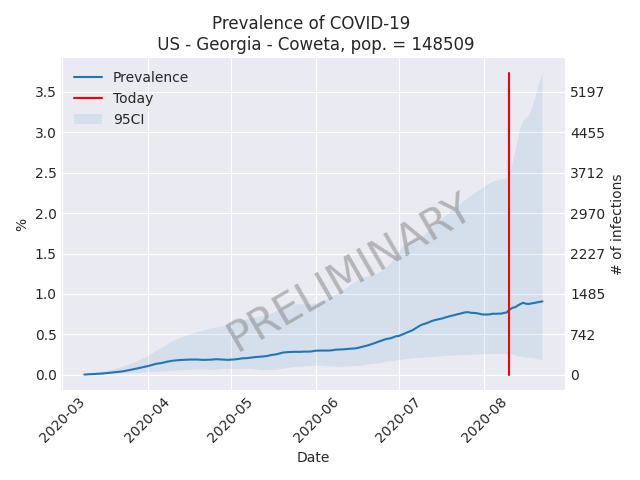 Prevalence of COVID-19
US - Georgia - Coweta, pop. = 148509
Prevalence
Today
95CI
3.5
3.0
2.5
2.0
1.5
1.0
0.5
0.0
%
5197
4455
3712
2970
2227
1485
742
0
# of infections
PRELIMINARY
2020-03
2020-04
2020-05
2020-06
2020-07
2020-08
Date